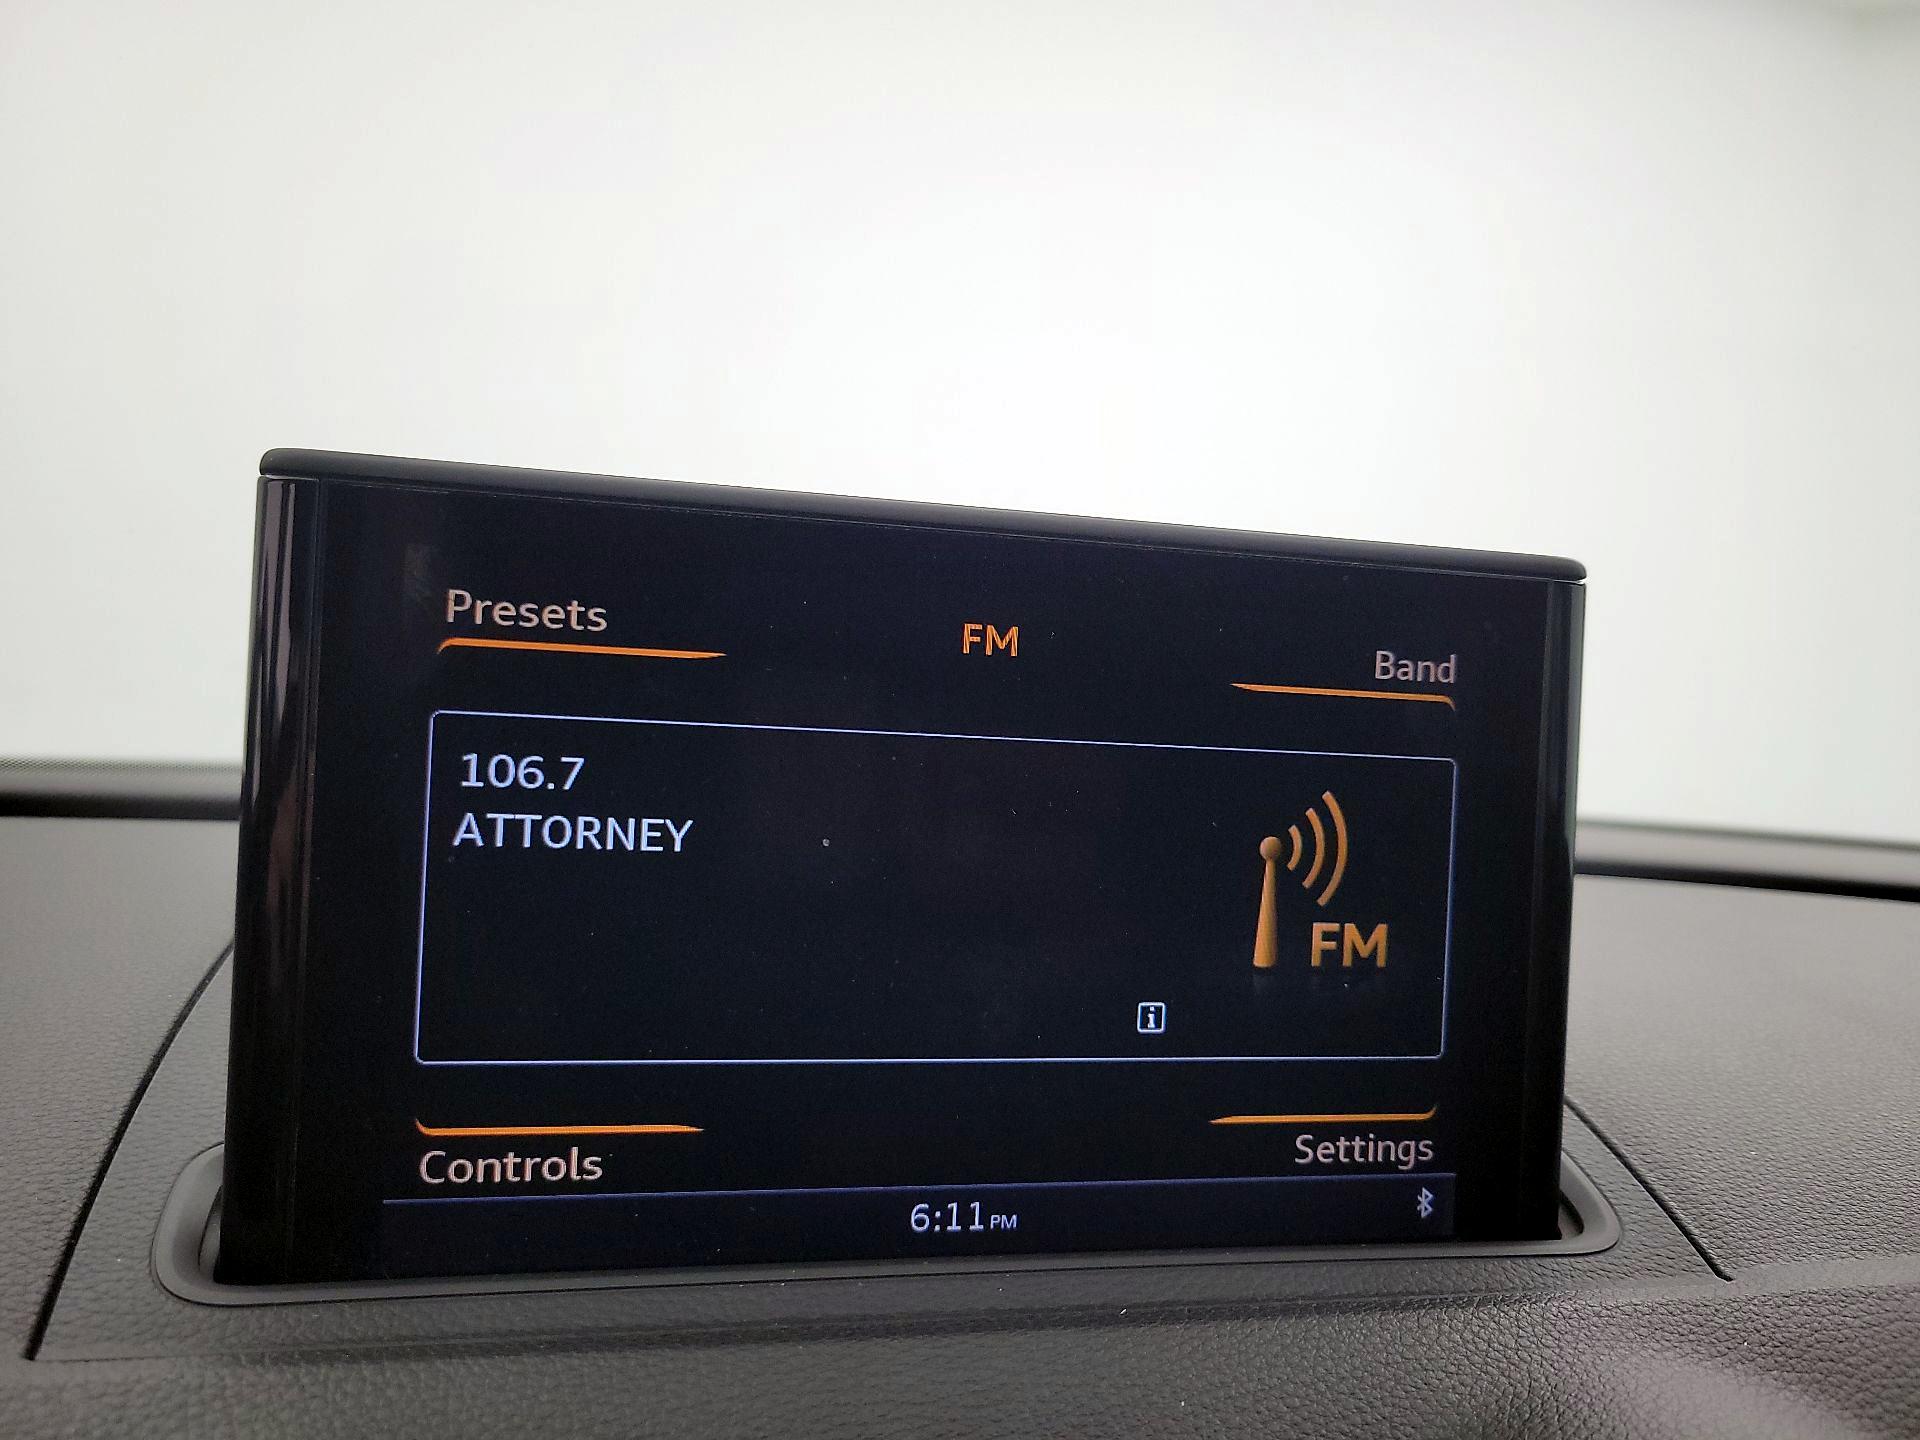 Presets
FM
Band
106.7
ATTORNEY
FM
i
Controls
Settings
6:11 PM